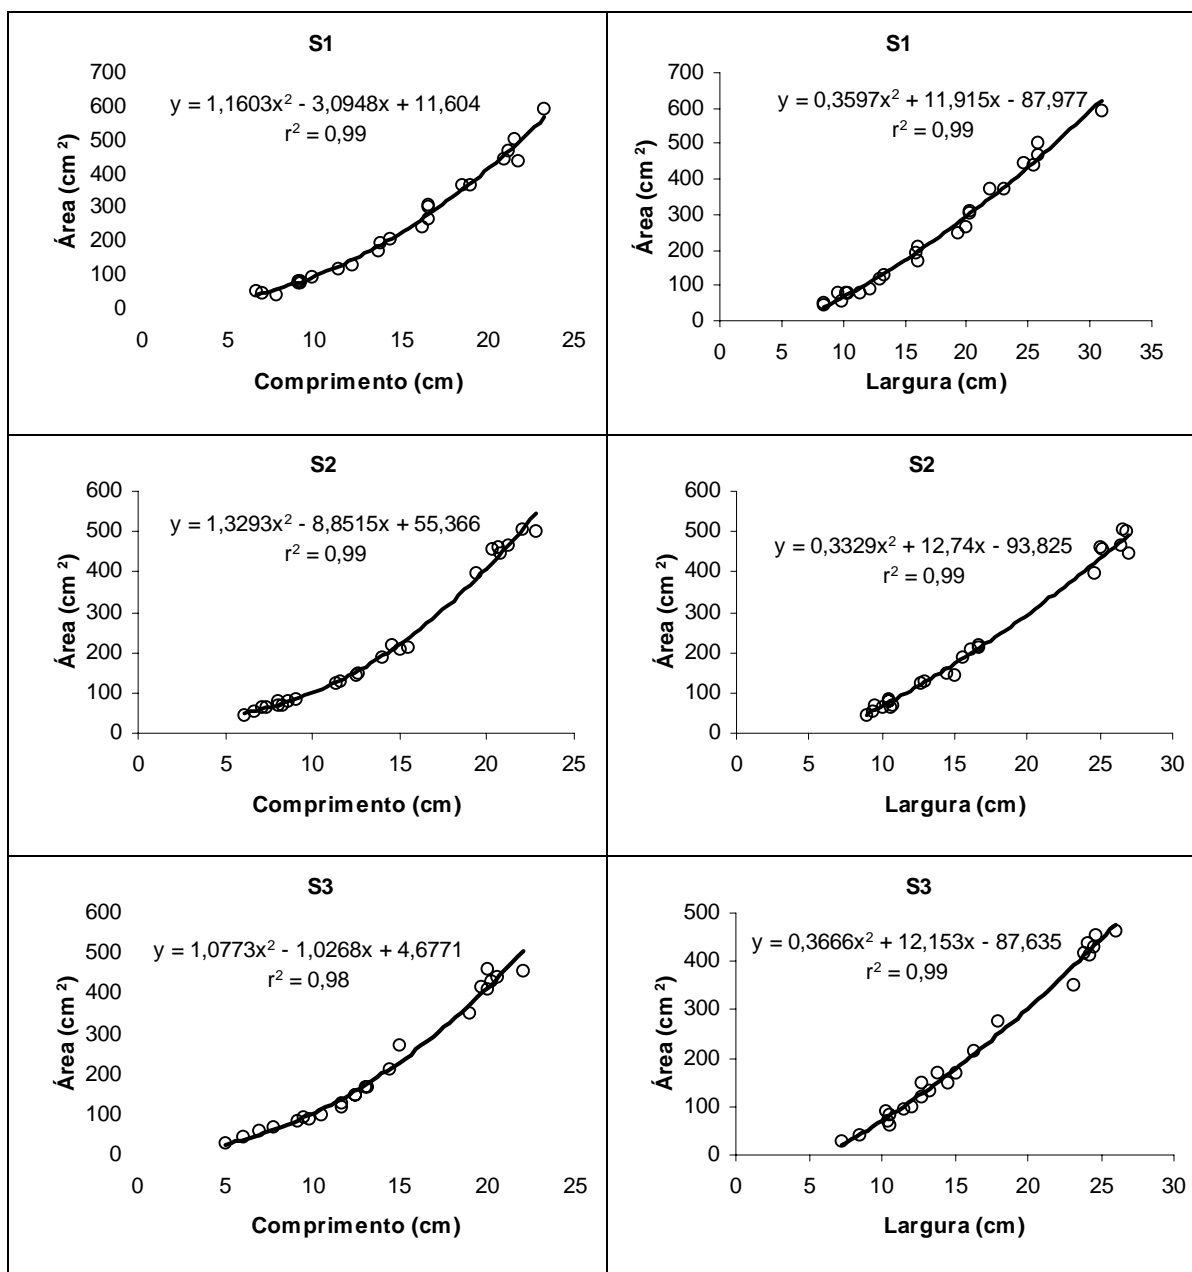 S1
y = 1,1603x² - 3,0948x + 11,604
r² = 0,99
Área (cm²)
700
600
500
400
300
200
100
0
0 5 10 15 20 25
Comprimento (cm)
S1
y = 0,3597x² + 11,915x - 87,977
r² = 0,99
Área (cm²)
700
600
500
400
300
200
100
0
0 5 10 15 20 25 30 35
Largura (cm)
S2
y = 1,3293x² - 8,8515x + 55,366
r² = 0,99
Área (cm²)
600
500
400
300
200
100
0
0 5 10 15 20 25
Comprimento (cm)
S2
y = 0,3329x² + 12,74x - 93,825
r² = 0,99
Área (cm²)
600
500
400
300
200
100
0
0 5 10 15 20 25 30
Largura (cm)
S3
y = 1,0773x² - 1,0268x + 4,6771
r² = 0,98
Área (cm²)
600
500
400
300
200
100
0
0 5 10 15 20 25
Comprimento (cm)
S3
y = 0,3666x² + 12,153x - 87,635
r² = 0,99
Área (cm²)
500
400
300
200
100
0
0 5 10 15 20 25 30
Largura (cm)